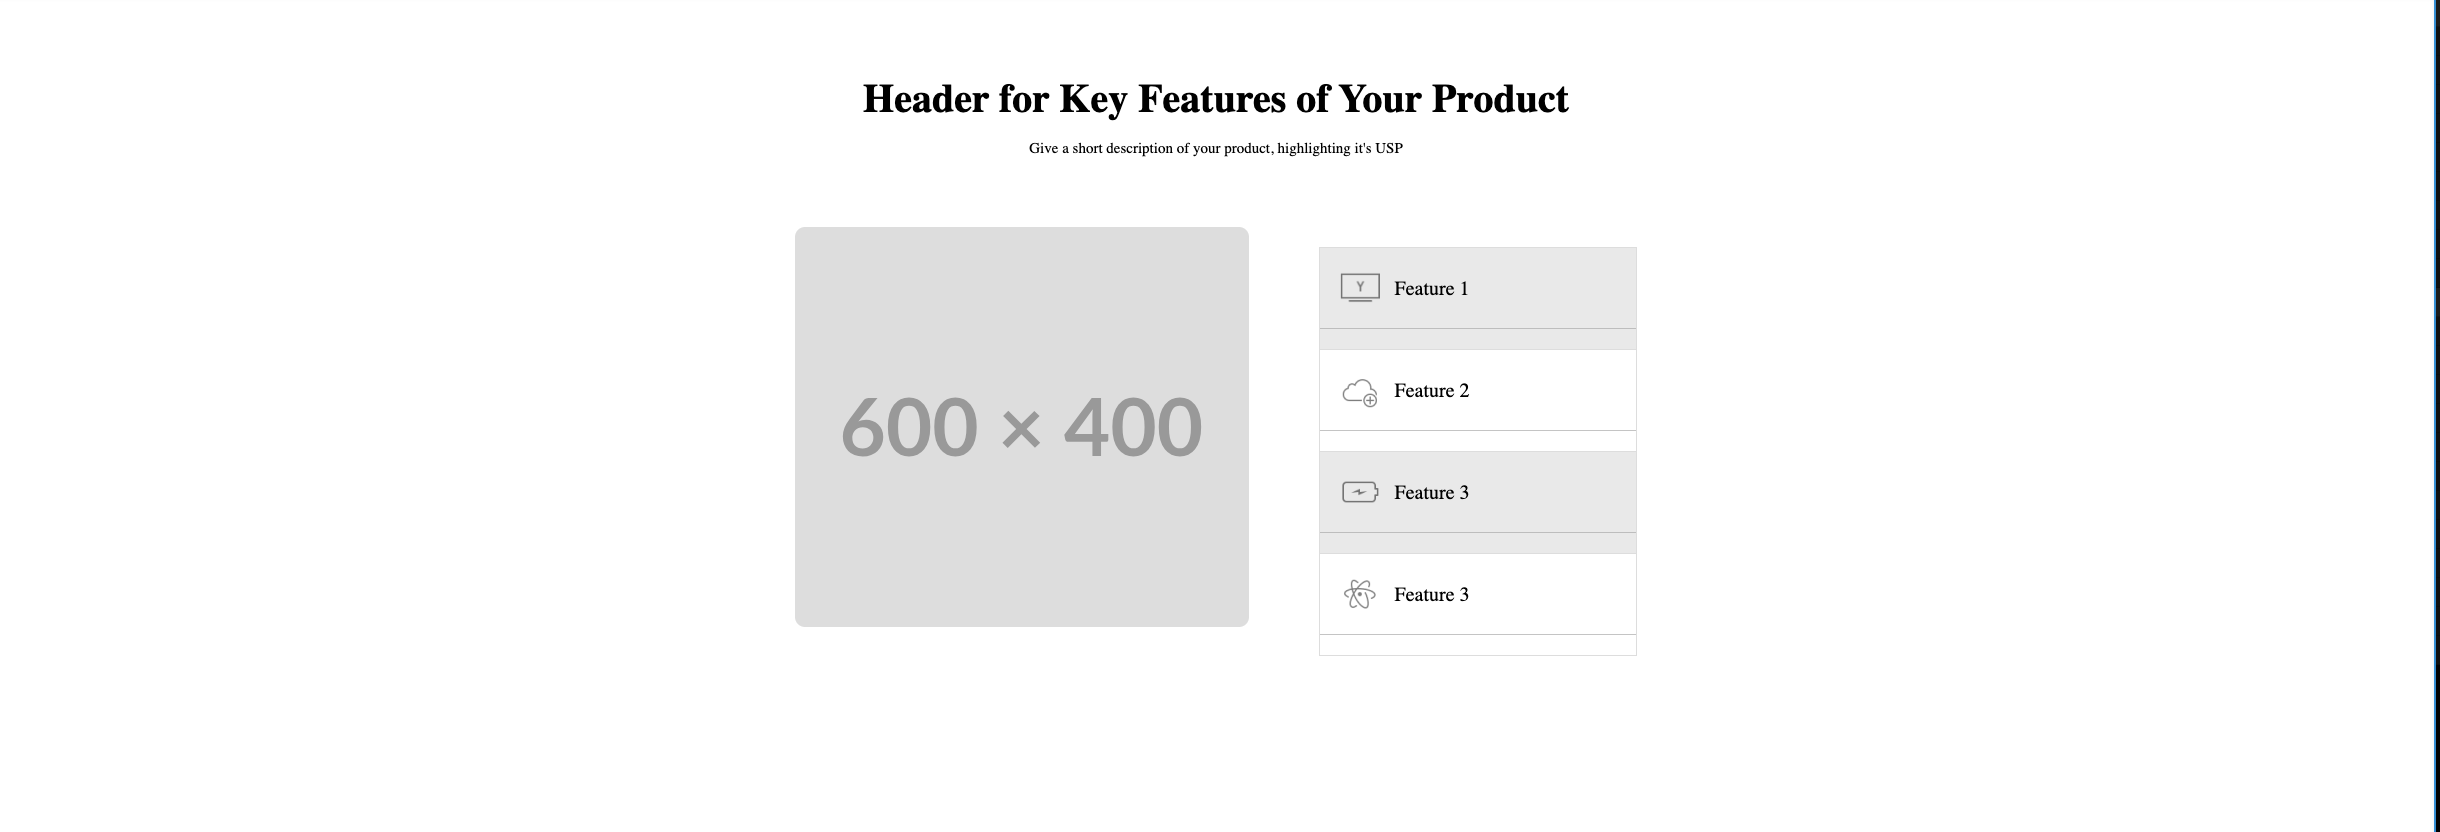 Header for Key Features of Your Product
Give a short description of your product, highlighting it's USP
600 × 400
Y
Feature 1
Feature 2
Feature 3
Feature 3